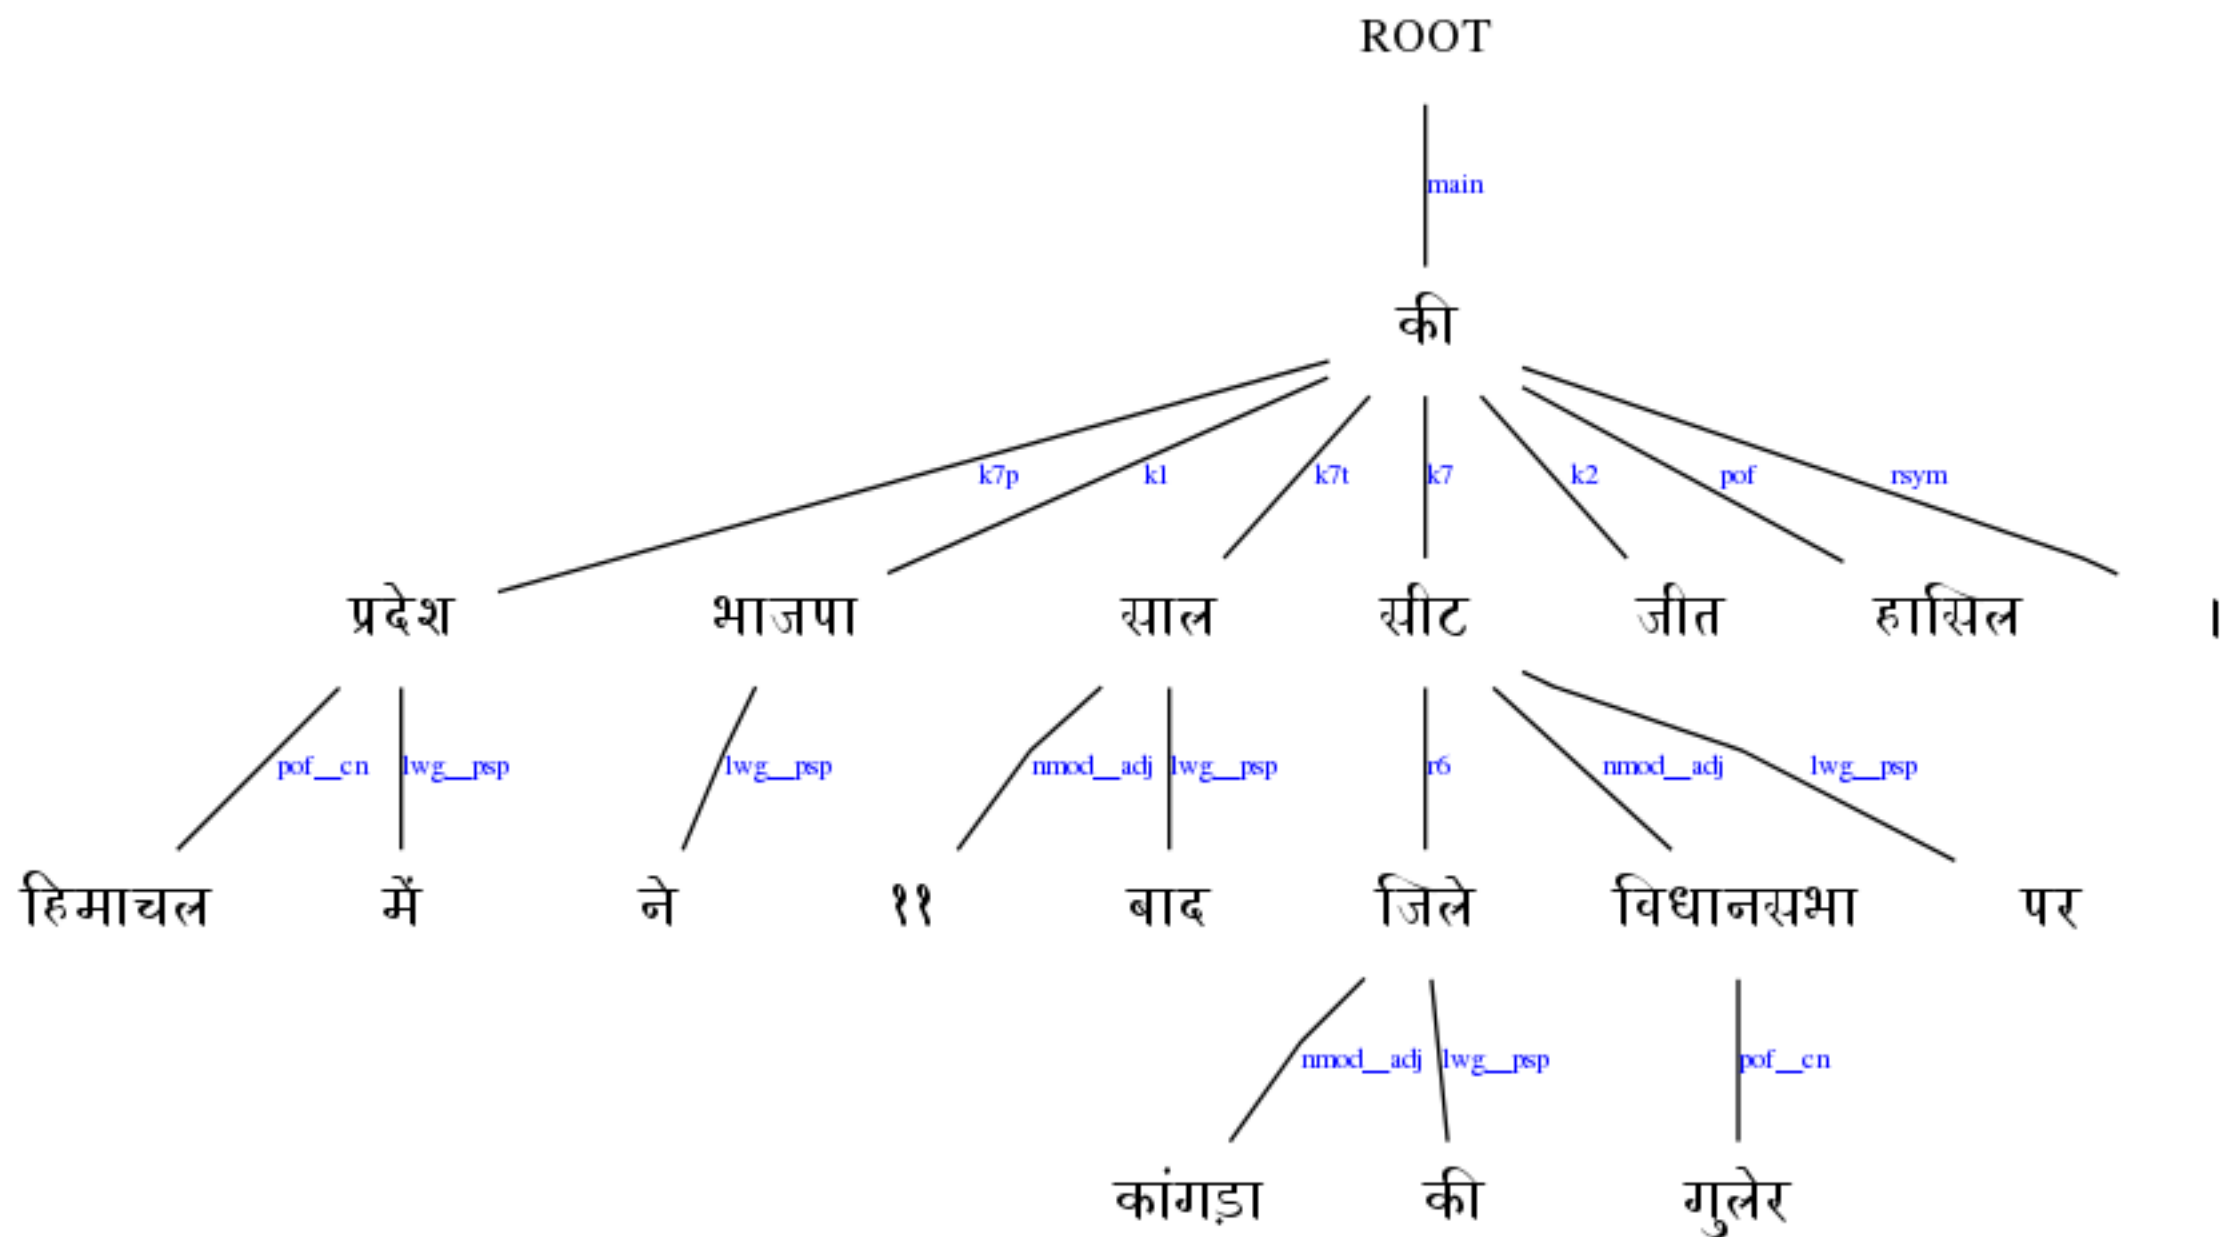 ROOT
main
की
k7p k1 k7t k7 k2 pof rsym
प्रदेश भाजपा साल सीट जीत हासिल ।
pof__cn lwg__psp lwg__psp nmod__adj lwg__psp r6 nmod__adj lwg__psp
हिमाचल में ने ११ बाद जिले विधानसभा पर
nmod__adj lwg__psp pof__cn
कांगड़ा की गुलेर